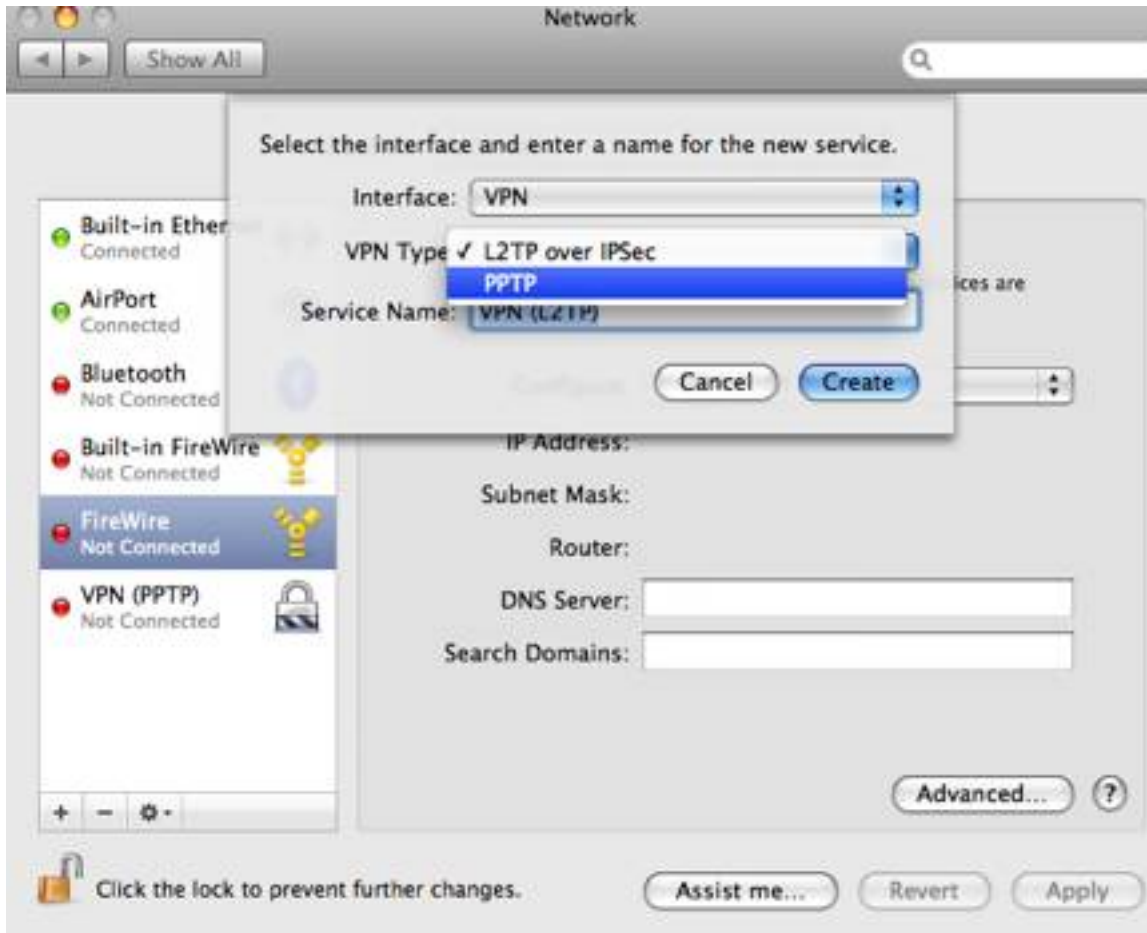 Network
Show All
Select the interface and enter a name for the new service.
Interface: VPN
VPN Type ✓ L2TP over IPSec
PPTP
Service Name: VPN (L2TP)
Cancel
Create
Built-in Ether
Connected
AirPort
Connected
Bluetooth
Not Connected
Built-in FireWire
Not Connected
FireWire
Not Connected
VPN (PPTP)
Not Connected
ices are
IP Address:
Subnet Mask:
Router:
DNS Server:
Search Domains:
Advanced...
?
+ −
Click the lock to prevent further changes.
Assist me...
Revert
Apply